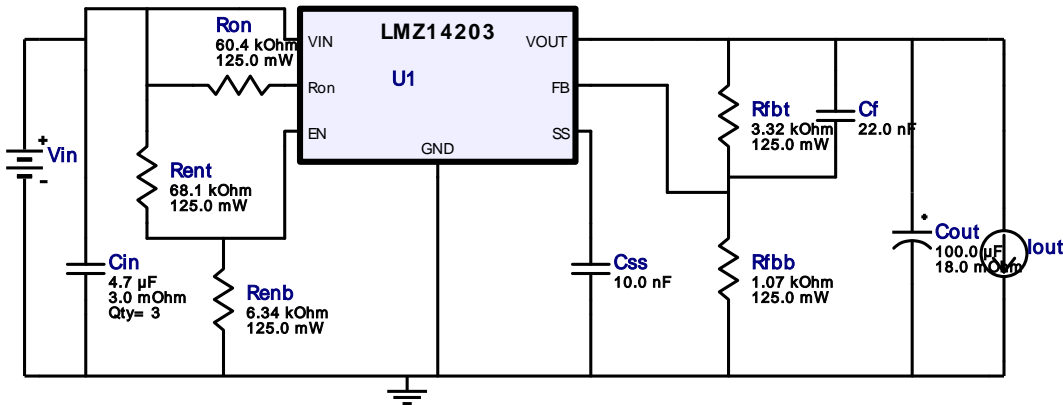 Ron
60.4 kOhm
125.0 mW
LMZ14203
U1
VIN
Ron
EN
GND
VOUT
FB
SS
+
Vin
-
Rent
68.1 kOhm
125.0 mW
Cin
4.7 µF
3.0 mOhm
Qty= 3
Renb
6.34 kOhm
125.0 mW
Css
10.0 nF
Rfbt
3.32 kOhm
125.0 mW
Cf
22.0 nF
Rfbb
1.07 kOhm
125.0 mW
+
Cout
100.0 µF
18.0 mOhm
Iout